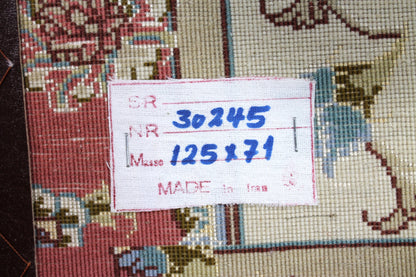 SR
NR 30245
Masse 125x71
MADE in Iran